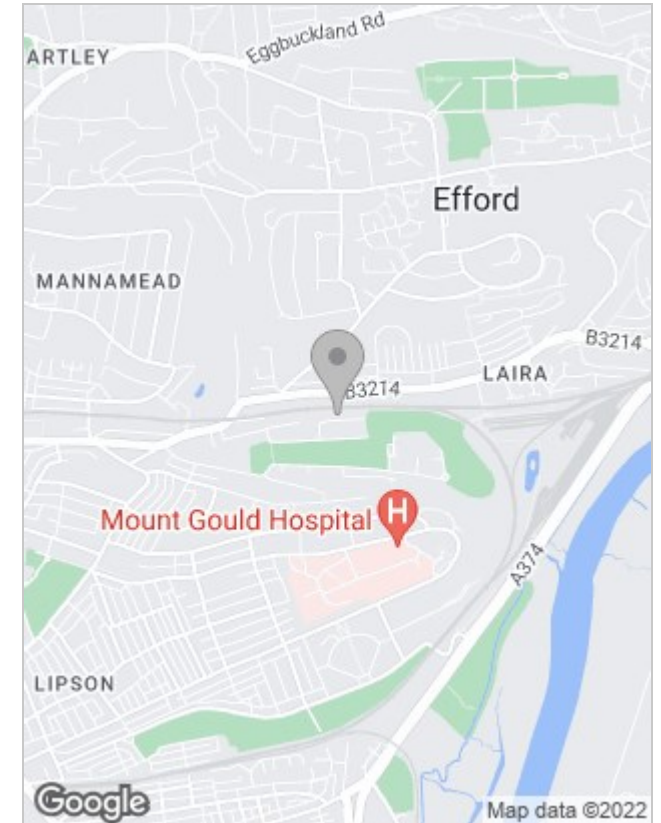 ARTLEY
Eggbuckland Rd
Efford
MANNAMEAD
B3214
LAIRA
B3214
Mount Gould Hospital
H
A374
LIPSON
Google
Map data ©2022